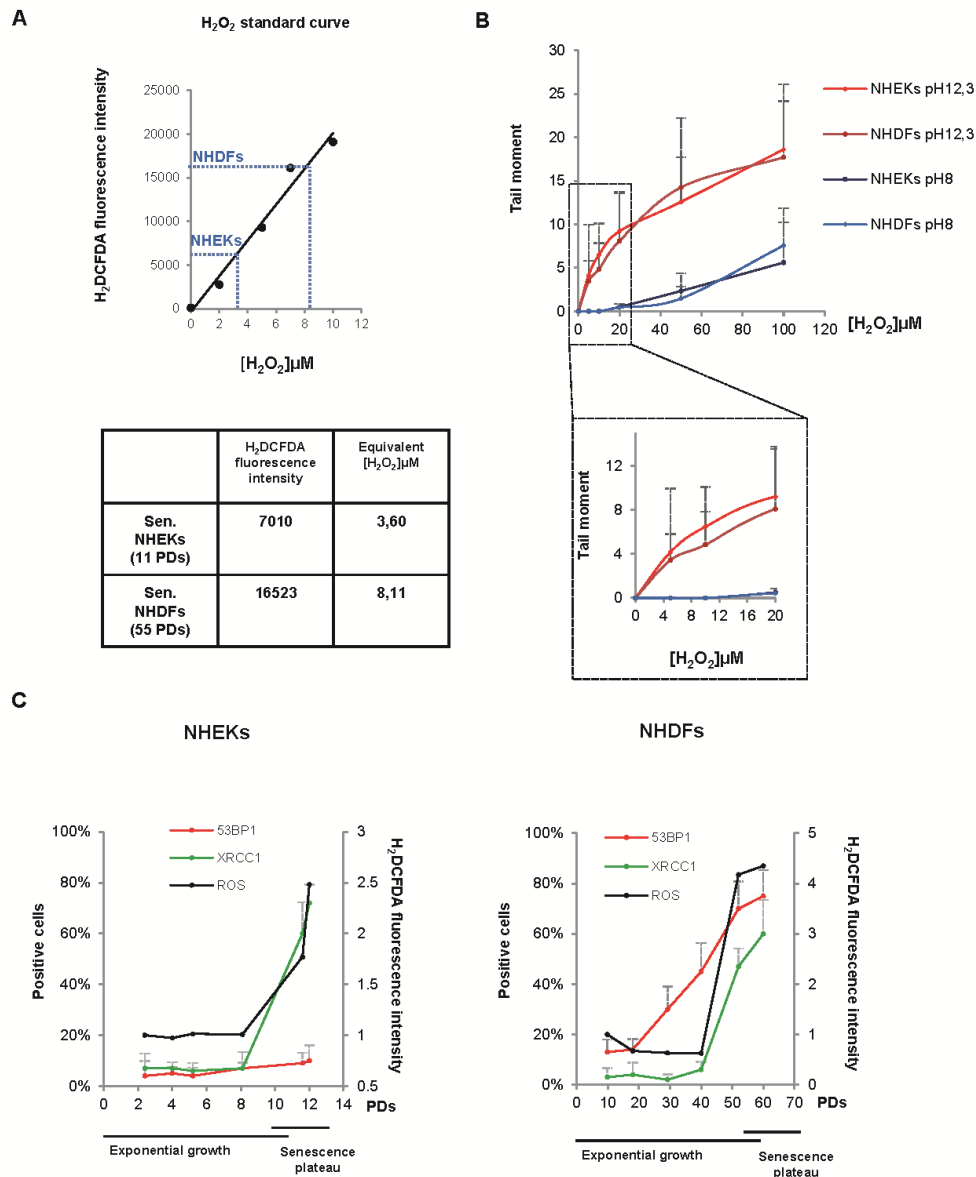 A
H₂O₂ standard curve
H₂DCFDA fluorescence intensity
25000
20000
15000
10000
5000
0
NHDFs
NHEKs
0 2 4 6 8 10 12
[H₂O₂]µM
H₂DCFDA fluorescence intensity
Equivalent [H₂O₂]µM
Sen. NHEKs (11 PDs)
7010
3,60
Sen. NHDFs (55 PDs)
16523
8,11
B
Tail moment
30
25
20
15
10
5
0
0 20 40 60 80 100 120
[H₂O₂]µM
NHEKs pH12,3
NHDFs pH12,3
NHEKs pH8
NHDFs pH8
Tail moment
12
8
4
0
0 4 8 12 16 20
[H₂O₂]µM
C
NHEKs
53BP1
XRCC1
ROS
Positive cells
100%
80%
60%
40%
20%
0%
3
2.5
2
1.5
1
0.5
H₂DCFDA fluorescence intensity
0 2 4 6 8 10 12 14
Exponential growth
Senescence plateau
NHDFs
53BP1
XRCC1
ROS
Positive cells
100%
80%
60%
40%
20%
0%
5
4
3
2
1
0
H₂DCFDA fluorescence intensity
0 10 20 30 40 50 60 70
PDs
Exponential growth
Senescence plateau